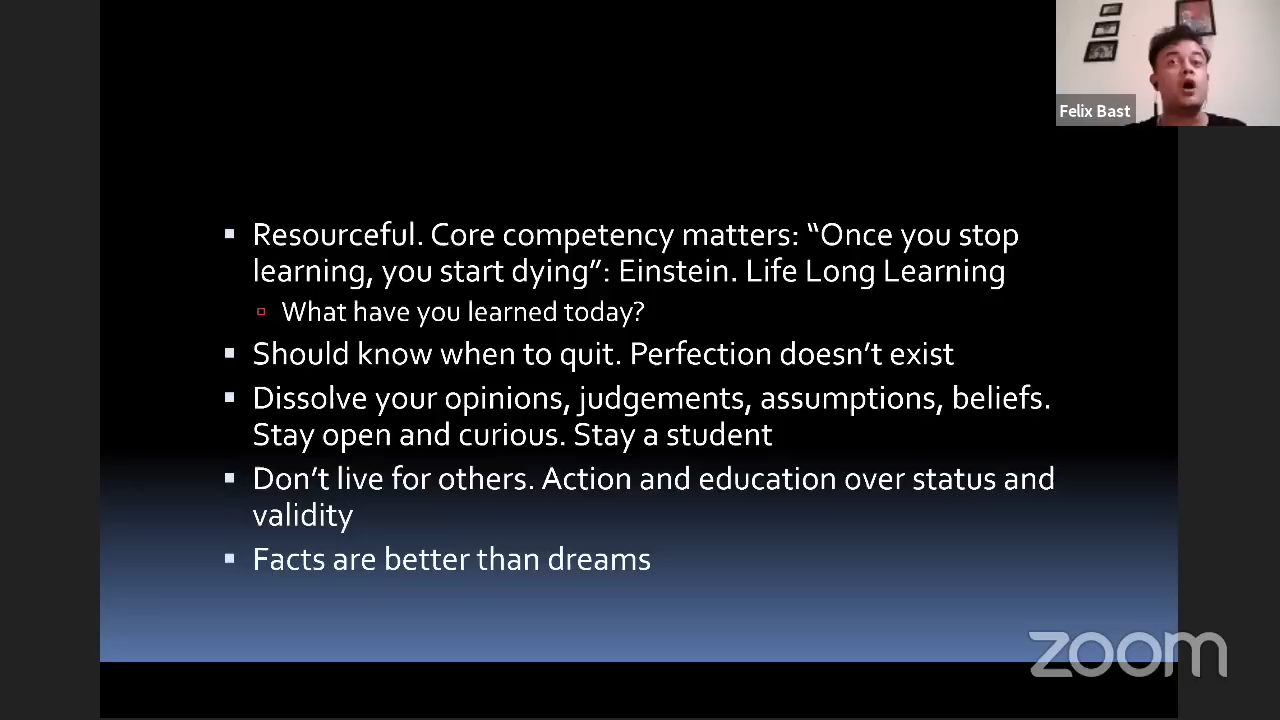 Felix Bast
Resourceful. Core competency matters: “Once you stop
learning, you start dying”: Einstein. Life Long Learning
What have you learned today?
Should know when to quit. Perfection doesn’t exist
Dissolve your opinions, judgements, assumptions, beliefs.
Stay open and curious. Stay a student
Don’t live for others. Action and education over status and
validity
Facts are better than dreams
zoom